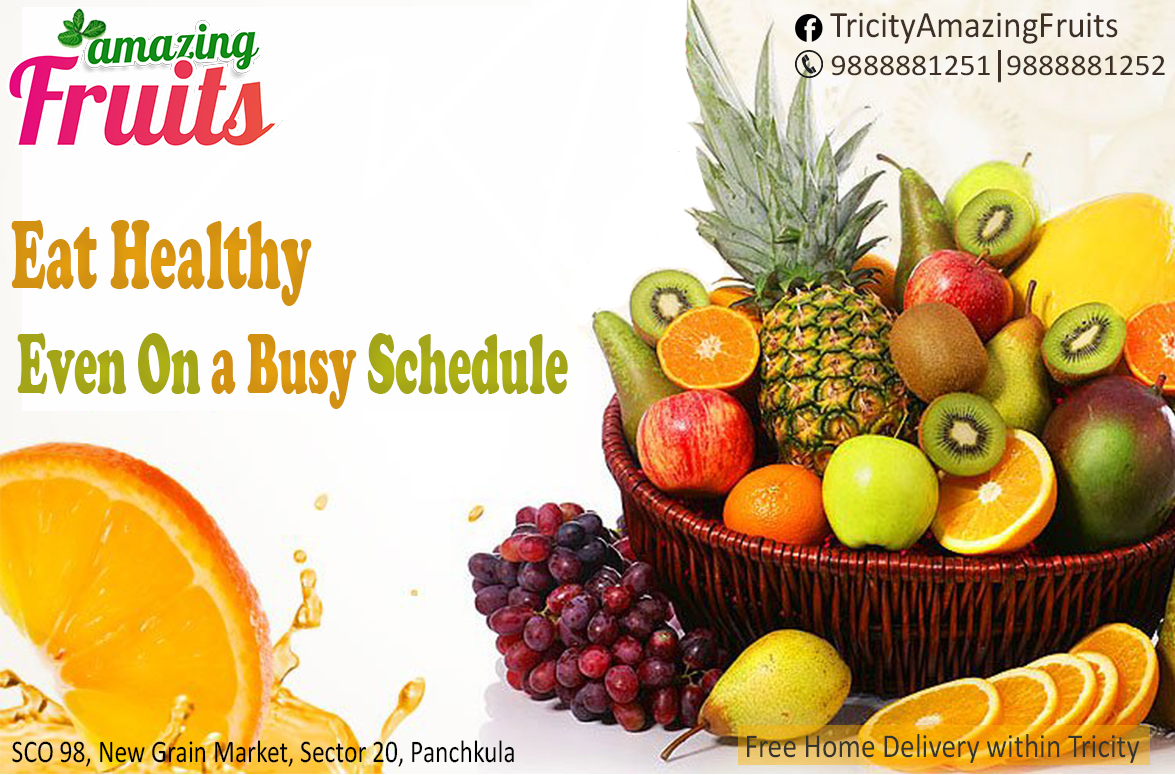 amazing
Fruits
TricityAmazingFruits
9888881251|9888881252
Eat Healthy
Even On a Busy Schedule
SCO 98, New Grain Market, Sector 20, Panchkula
Free Home Delivery within Tricity